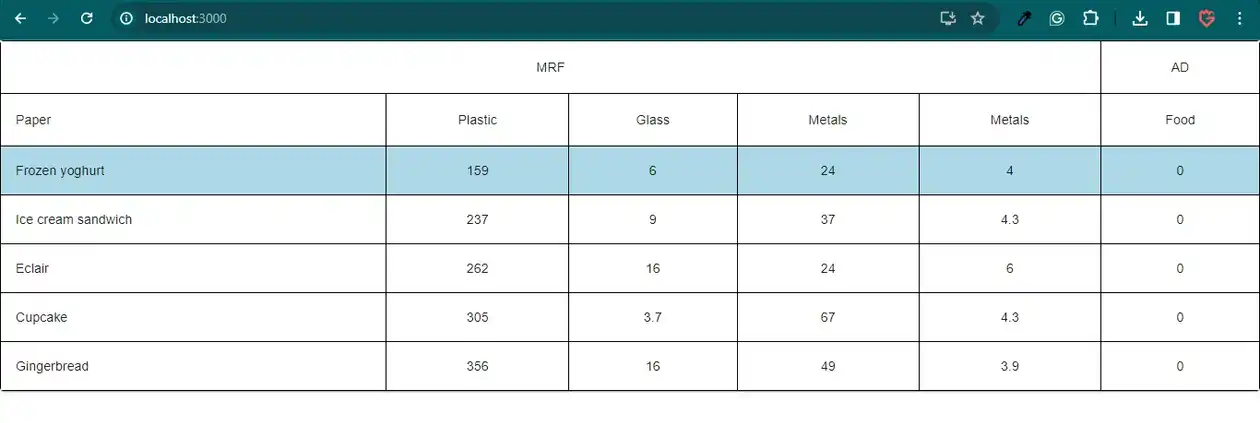 localhost:3000
MRF AD
Paper Plastic Glass Metals Metals Food
Frozen yoghurt 159 6 24 4 0
Ice cream sandwich 237 9 37 4.3 0
Eclair 262 16 24 6 0
Cupcake 305 3.7 67 4.3 0
Gingerbread 356 16 49 3.9 0